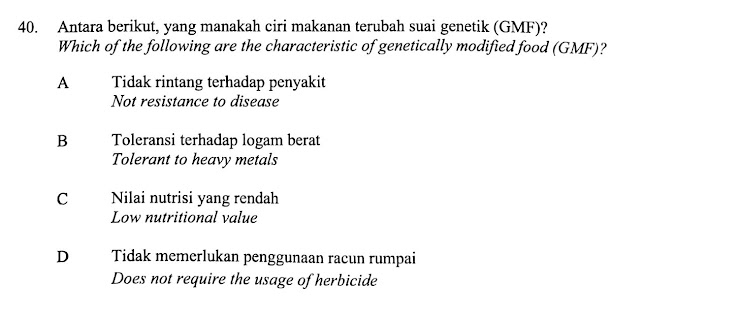 40. Antara berikut, yang manakah ciri makanan terubah suai genetik (GMF)?
Which of the following are the characteristic of genetically modified food (GMF)?
A Tidak rintang terhadap penyakit
Not resistance to disease
B Toleransi terhadap logam berat
Tolerant to heavy metals
C Nilai nutrisi yang rendah
Low nutritional value
D Tidak memerlukan penggunaan racun rumpai
Does not require the usage of herbicide